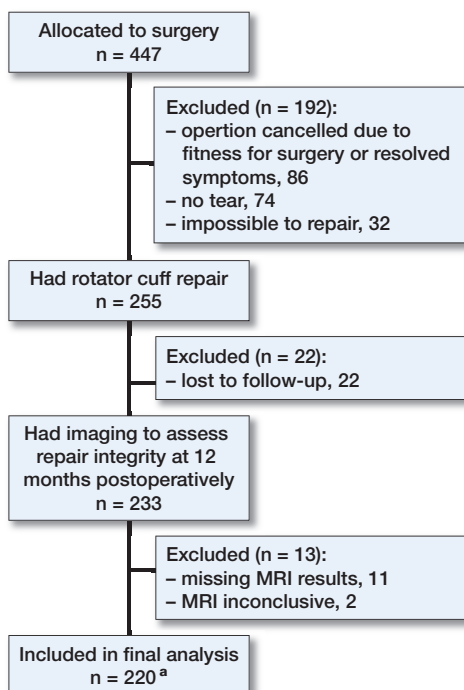 Allocated to surgery
n = 447
Excluded (n = 192):
– opertion cancelled due to
fitness for surgery or resolved
symptoms, 86
– no tear, 74
– impossible to repair, 32
Had rotator cuff repair
n = 255
Excluded (n = 22):
– lost to follow-up, 22
Had imaging to assess
repair integrity at 12
months postoperatively
n = 233
Excluded (n = 13):
– missing MRI results, 11
– MRI inconclusive, 2
Included in final analysis
n = 220 a